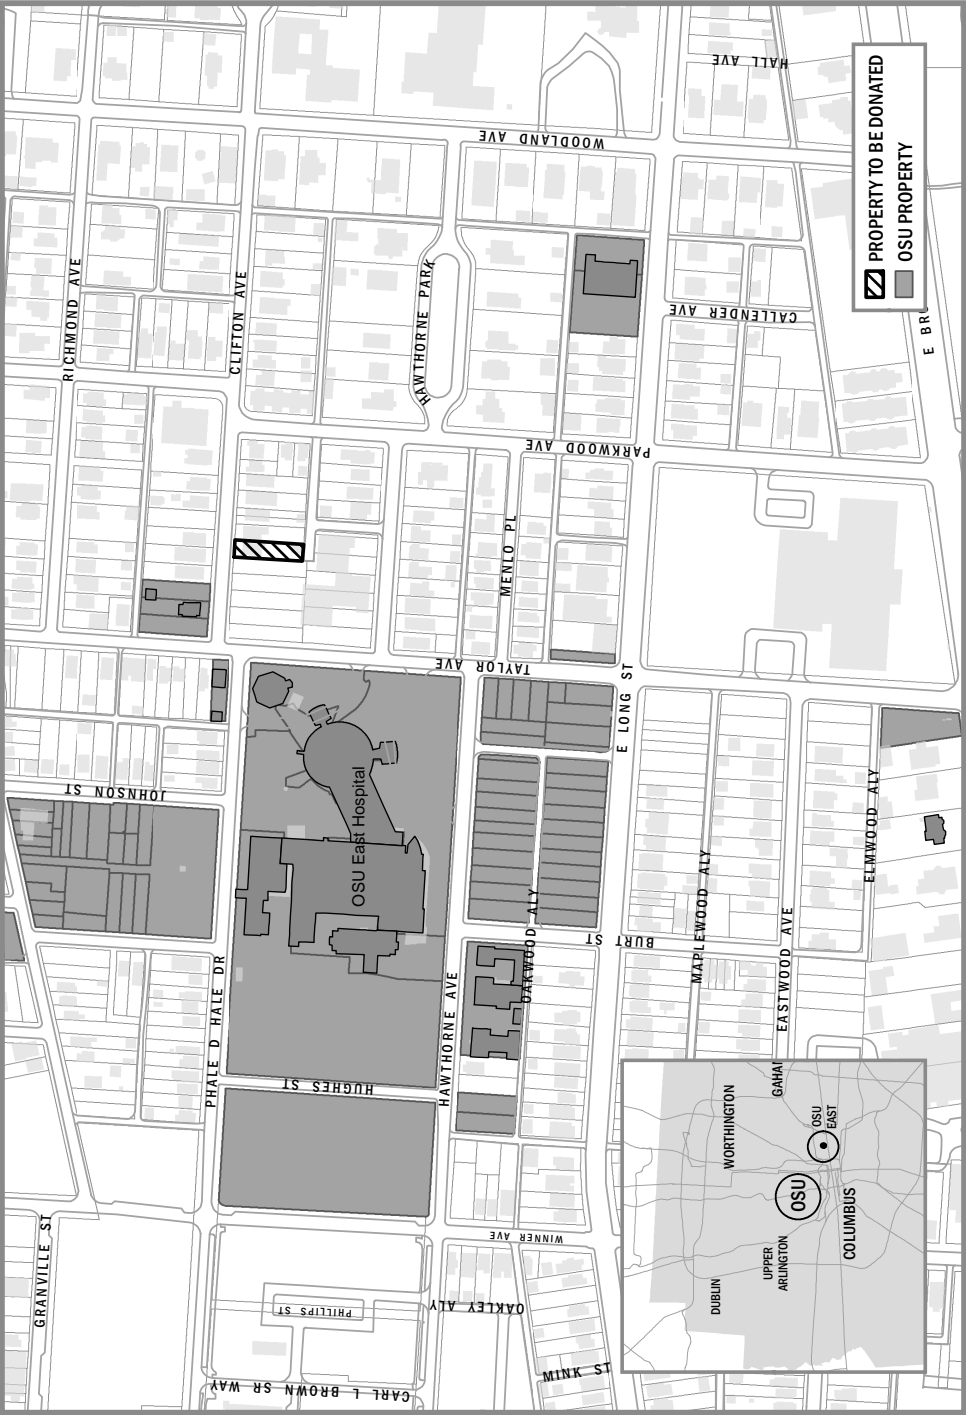 PROPERTY TO BE DONATED
OSU PROPERTY
HALL AVE
WOODLAND AVE
RICHMOND AVE
CLIFTON AVE
HAWTHORNE PARK
CALLENDER AVE
E BRO
PARKWOOD AVE
MENLO PL
TAYLOR AVE
E LONG ST
JOHNSON ST
OSU East Hospital
ELMWOOD ALY
MAPLEWOOD ALY
OAKWOOD ALY
BURT ST
EASTWOOD AVE
PHALE D HALE DR
HAWTHORNE AVE
HUGHES ST
GRANVILLE ST
WINNER AVE
PHILLIPS ST
OAKLEY ALY
MINK ST
CARL L BROWN SR WAY
GAHAI
WORTHINGTON
OSU
EAST
OSU
COLUMBUS
UPPER
ARLINGTON
DUBLIN